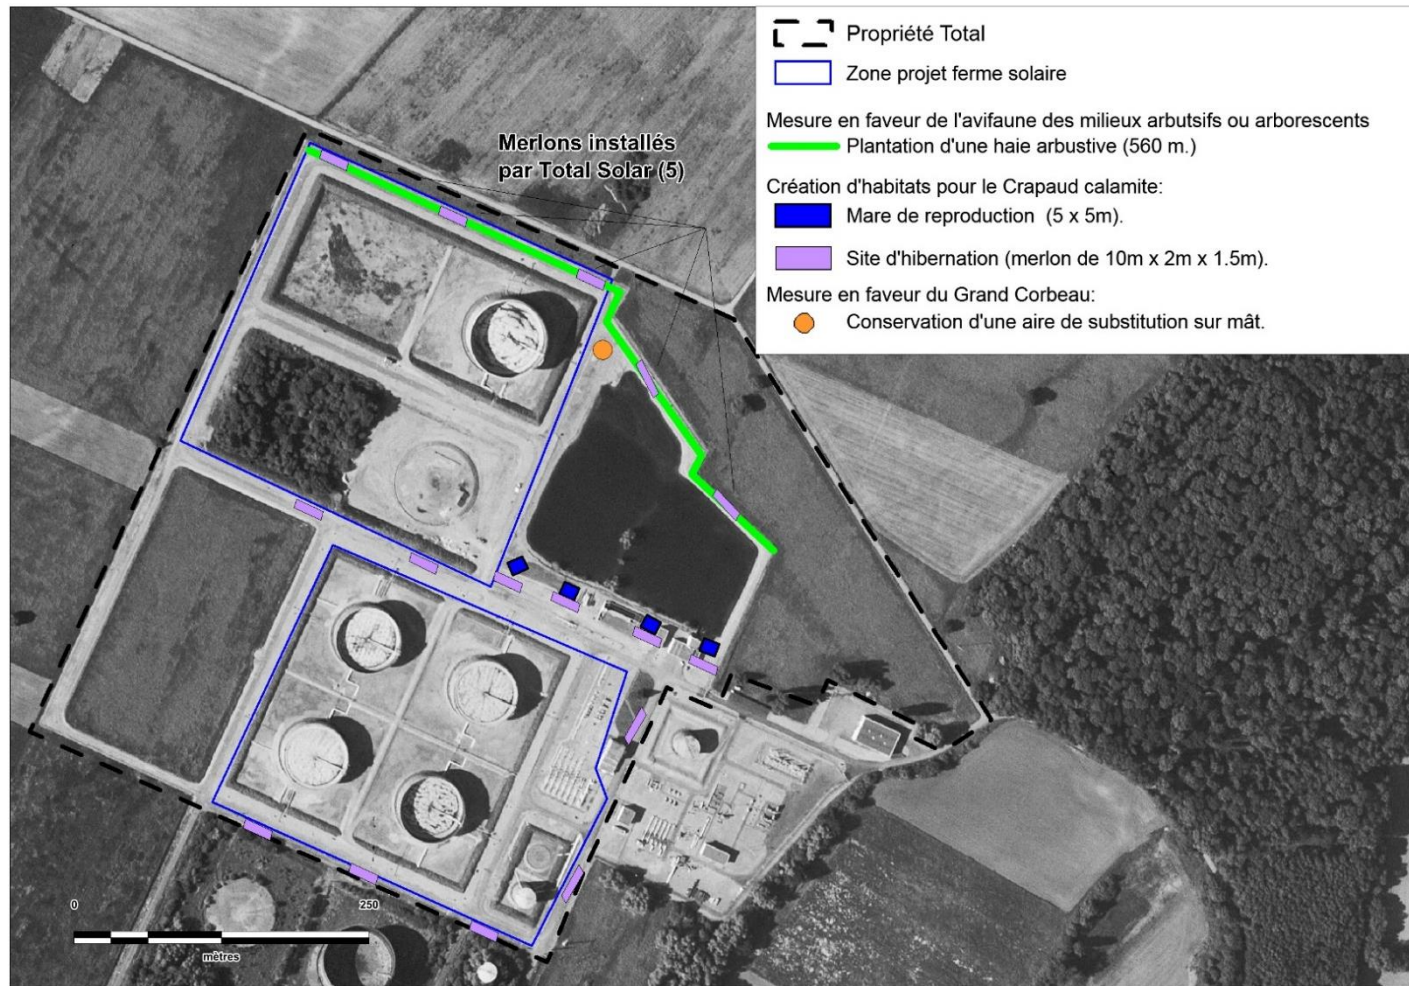 Propriété Total
Zone projet ferme solaire
Mesure en faveur de l'avifaune des milieux arbutsifs ou arborescents
Plantation d'une haie arbustive (560 m.)
Création d'habitats pour le Crapaud calamite:
Mare de reproduction (5 x 5m).
Site d'hibernation (merlon de 10m x 2m x 1.5m).
Mesure en faveur du Grand Corbeau:
Conservation d'une aire de substitution sur mât.
Merlons installés
par Total Solar (5)
0 250
mètres